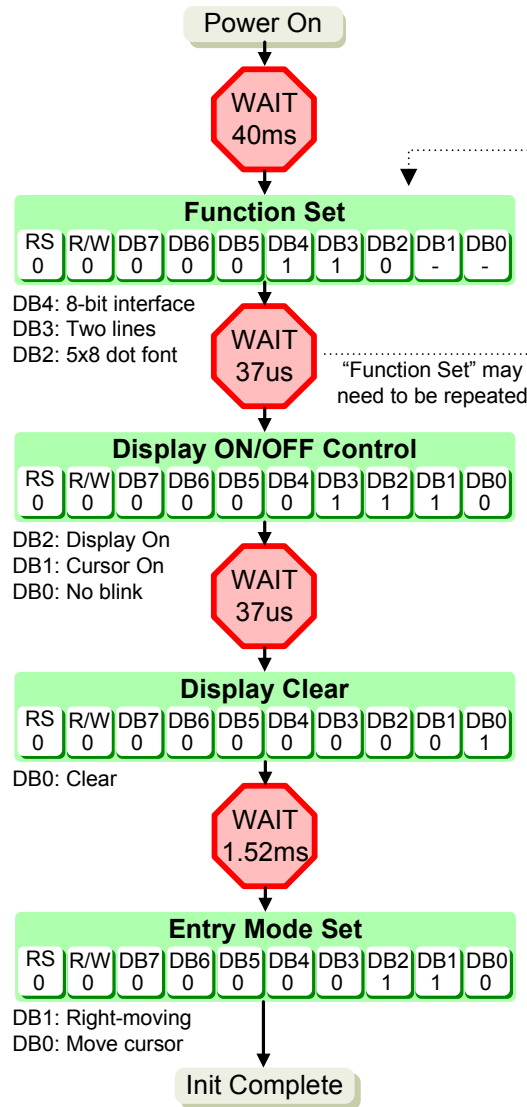 Power On
WAIT
40ms
Function Set
RS R/W DB7 DB6 DB5 DB4 DB3 DB2 DB1 DB0
0 0 0 0 0 1 1 0 - -
DB4: 8-bit interface
DB3: Two lines
DB2: 5x8 dot font
WAIT
37us
“Function Set” may
need to be repeated
Display ON/OFF Control
RS R/W DB7 DB6 DB5 DB4 DB3 DB2 DB1 DB0
0 0 0 0 0 0 1 1 1 0
DB2: Display On
DB1: Cursor On
DB0: No blink
WAIT
37us
Display Clear
RS R/W DB7 DB6 DB5 DB4 DB3 DB2 DB1 DB0
0 0 0 0 0 0 0 0 0 1
DB0: Clear
WAIT
1.52ms
Entry Mode Set
RS R/W DB7 DB6 DB5 DB4 DB3 DB2 DB1 DB0
0 0 0 0 0 0 0 1 1 0
DB1: Right-moving
DB0: Move cursor
Init Complete